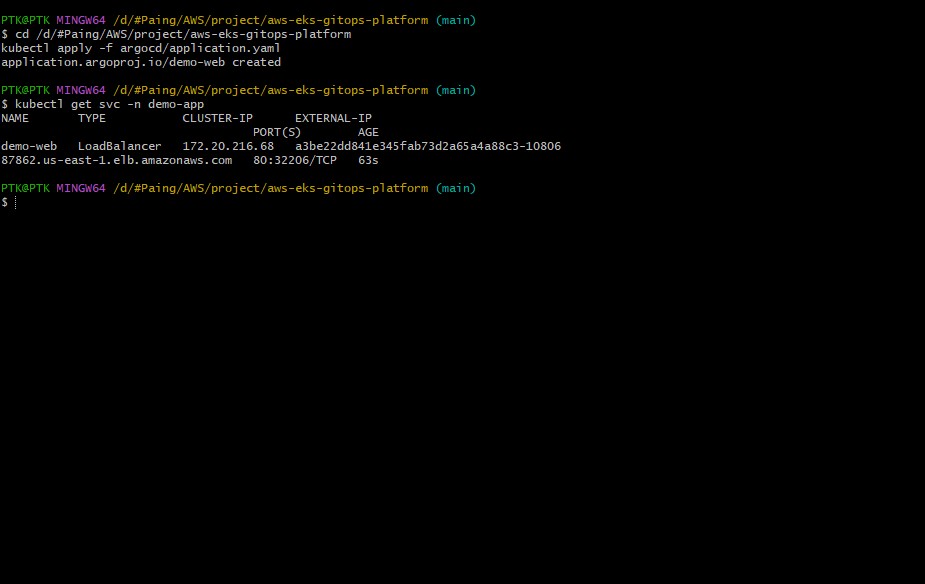 PTK@PTK MINGW64 /d/#Paing/AWS/project/aws-eks-gitops-platform (main)
$ cd /d/#Paing/AWS/project/aws-eks-gitops-platform
kubectl apply -f argocd/application.yaml
application.argoproj.io/demo-web created

PTK@PTK MINGW64 /d/#Paing/AWS/project/aws-eks-gitops-platform (main)
$ kubectl get svc -n demo-app
NAME       TYPE           CLUSTER-IP      EXTERNAL-IP
                                    PORT(S)        AGE
demo-web   LoadBalancer   172.20.216.68   a3be22dd841e345fab73d2a65a4a88c3-10806
87862.us-east-1.elb.amazonaws.com   80:32206/TCP   63s

PTK@PTK MINGW64 /d/#Paing/AWS/project/aws-eks-gitops-platform (main)
$